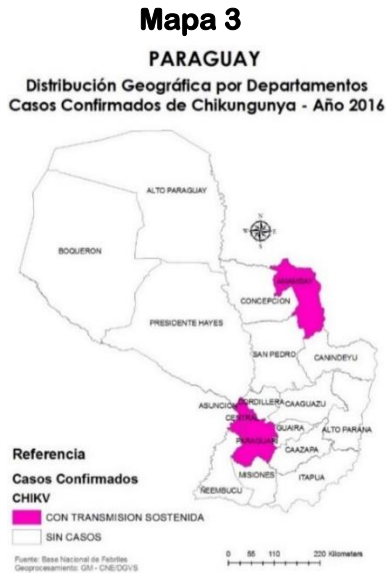 Mapa 3
PARAGUAY
Distribución Geográfica por Departamentos
Casos Confirmados de Chikungunya - Año 2016
ALTO PARAGUAY
BOQUERON
N
W E
S
AMAMBAY
CONCEPCION
PRESIDENTE HAYES
SAN PEDRO
CANINDEYU
ASUNCION
CORDILLERA
CAAGUAZU
CENTRAL
GUAIRA
ALTO PARANA
PARAGUARI
CAAZAPA
MISIONES
ITAPUA
ÑEEMBUCU
Referencia
Casos Confirmados
CHIKV
CON TRANSMISION SOSTENIDA
SIN CASOS
Fuente: Base Nacional de Febriles
Geoprocesamiento: GM - CNE/DGVS
0 55 110 220 Kilometers